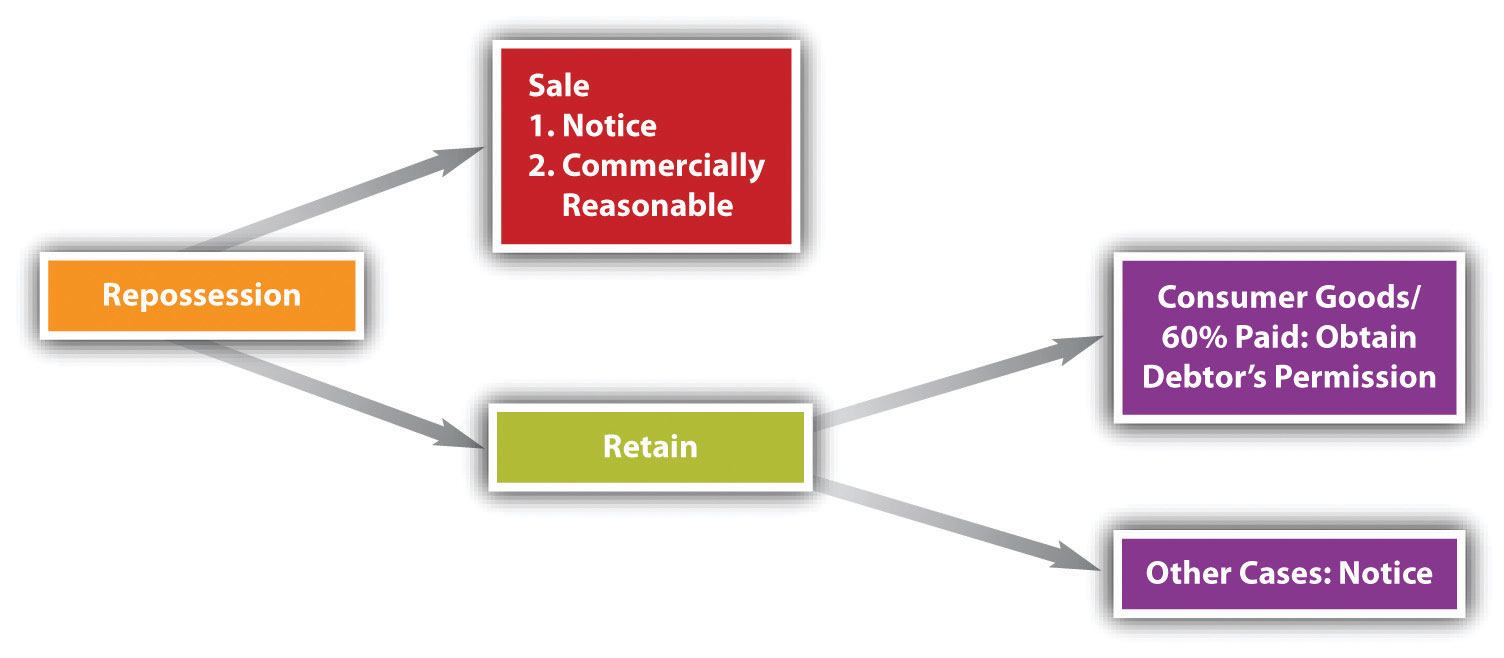 Sale
1. Notice
2. Commercially
Reasonable
Repossession
Retain
Consumer Goods/
60% Paid: Obtain
Debtor’s Permission
Other Cases: Notice